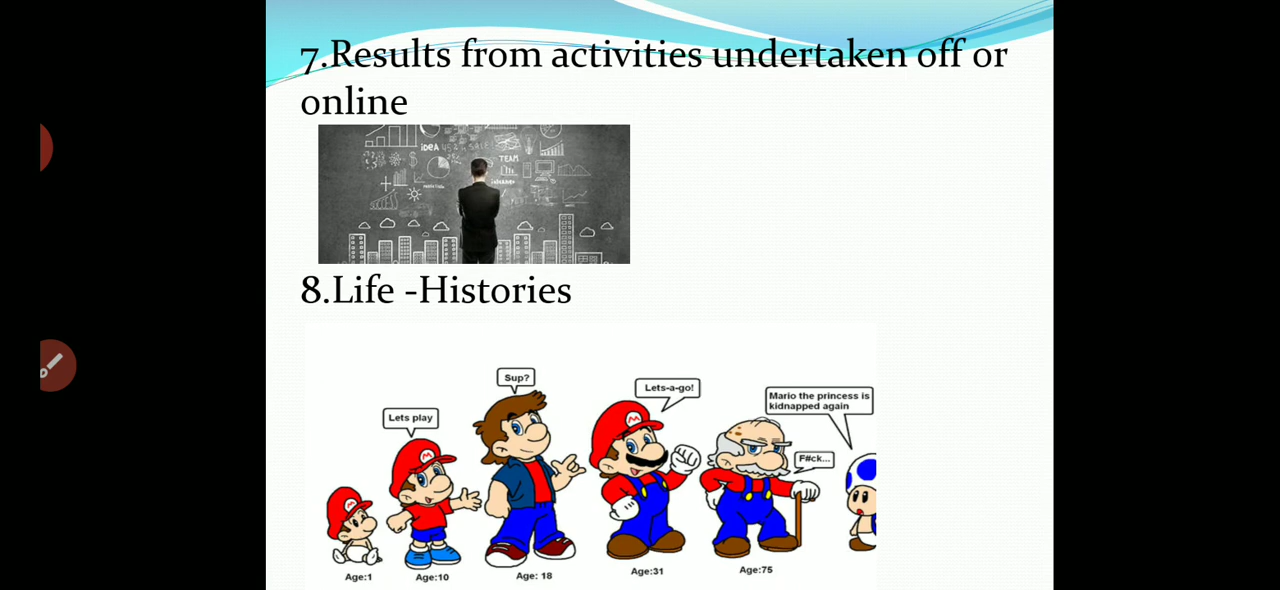 7.Results from activities undertaken off or
online
idea
TEAM
8.Life -Histories
Sup?
Lets-a-go!
Mario the princess is
kidnapped again
Lets play
F#ck...
M
M
M
Age:1
Age:10
Age: 18
Age:31
Age:75